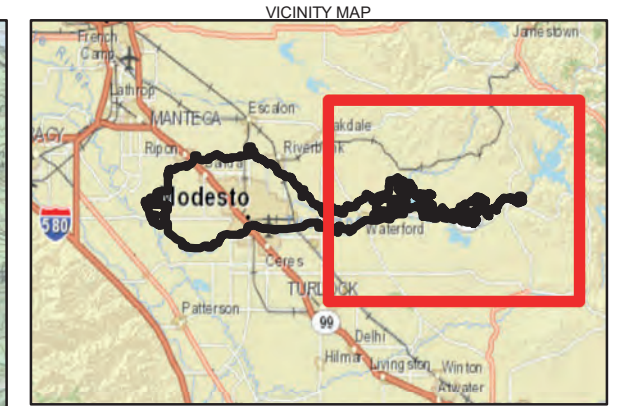 VICINITY MAP
French
Camp
Jamestown
Lathrop
Escalon
MANTECA
Ripon
Riverbank
Modesto
580
Waterford
Ceres
TURLOCK
Patterson
99
Delhi
Hilmar
Livingston
Winton
Atwater